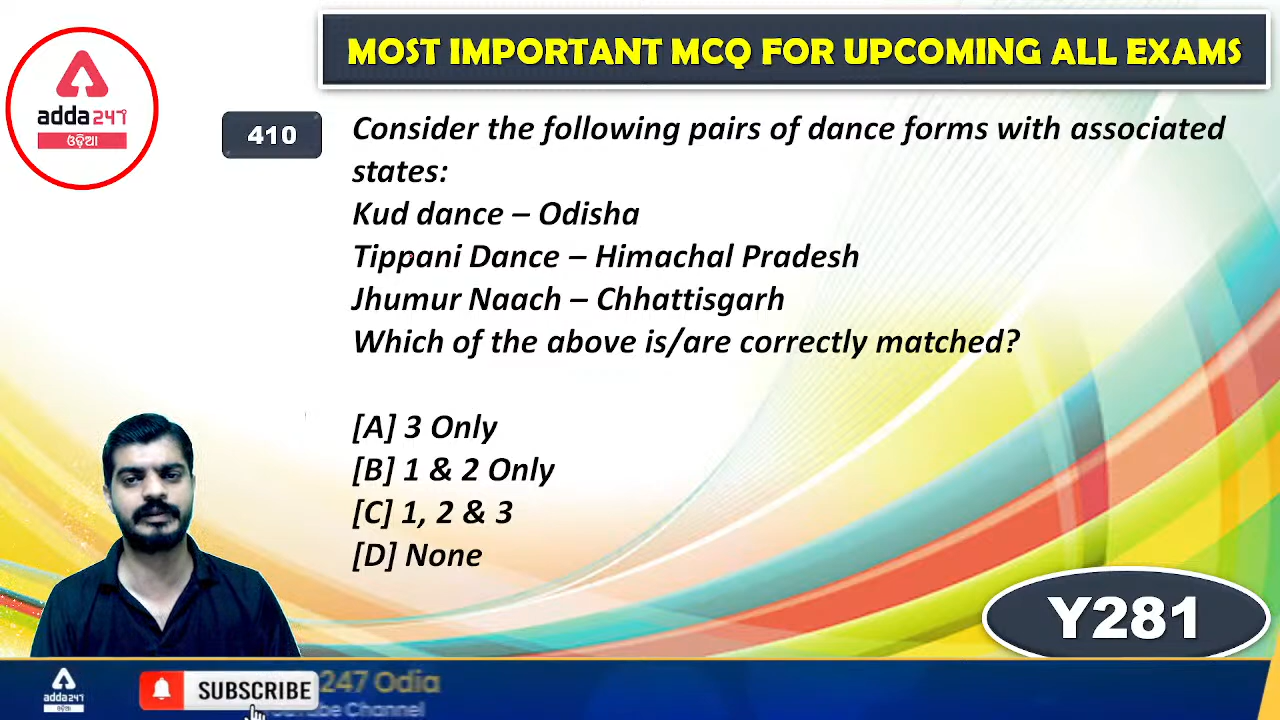 MOST IMPORTANT MCQ FOR UPCOMING ALL EXAMS
adda247
ଓଡ଼ିଆ
410
Consider the following pairs of dance forms with associated
states:
Kud dance – Odisha
Tippani Dance – Himachal Pradesh
Jhumur Naach – Chhattisgarh
Which of the above is/are correctly matched?
[A] 3 Only
[B] 1 & 2 Only
[C] 1, 2 & 3
[D] None
Y281
adda247
ଓଡ଼ିଆ
SUBSCRIBE
247 Odia
Channel